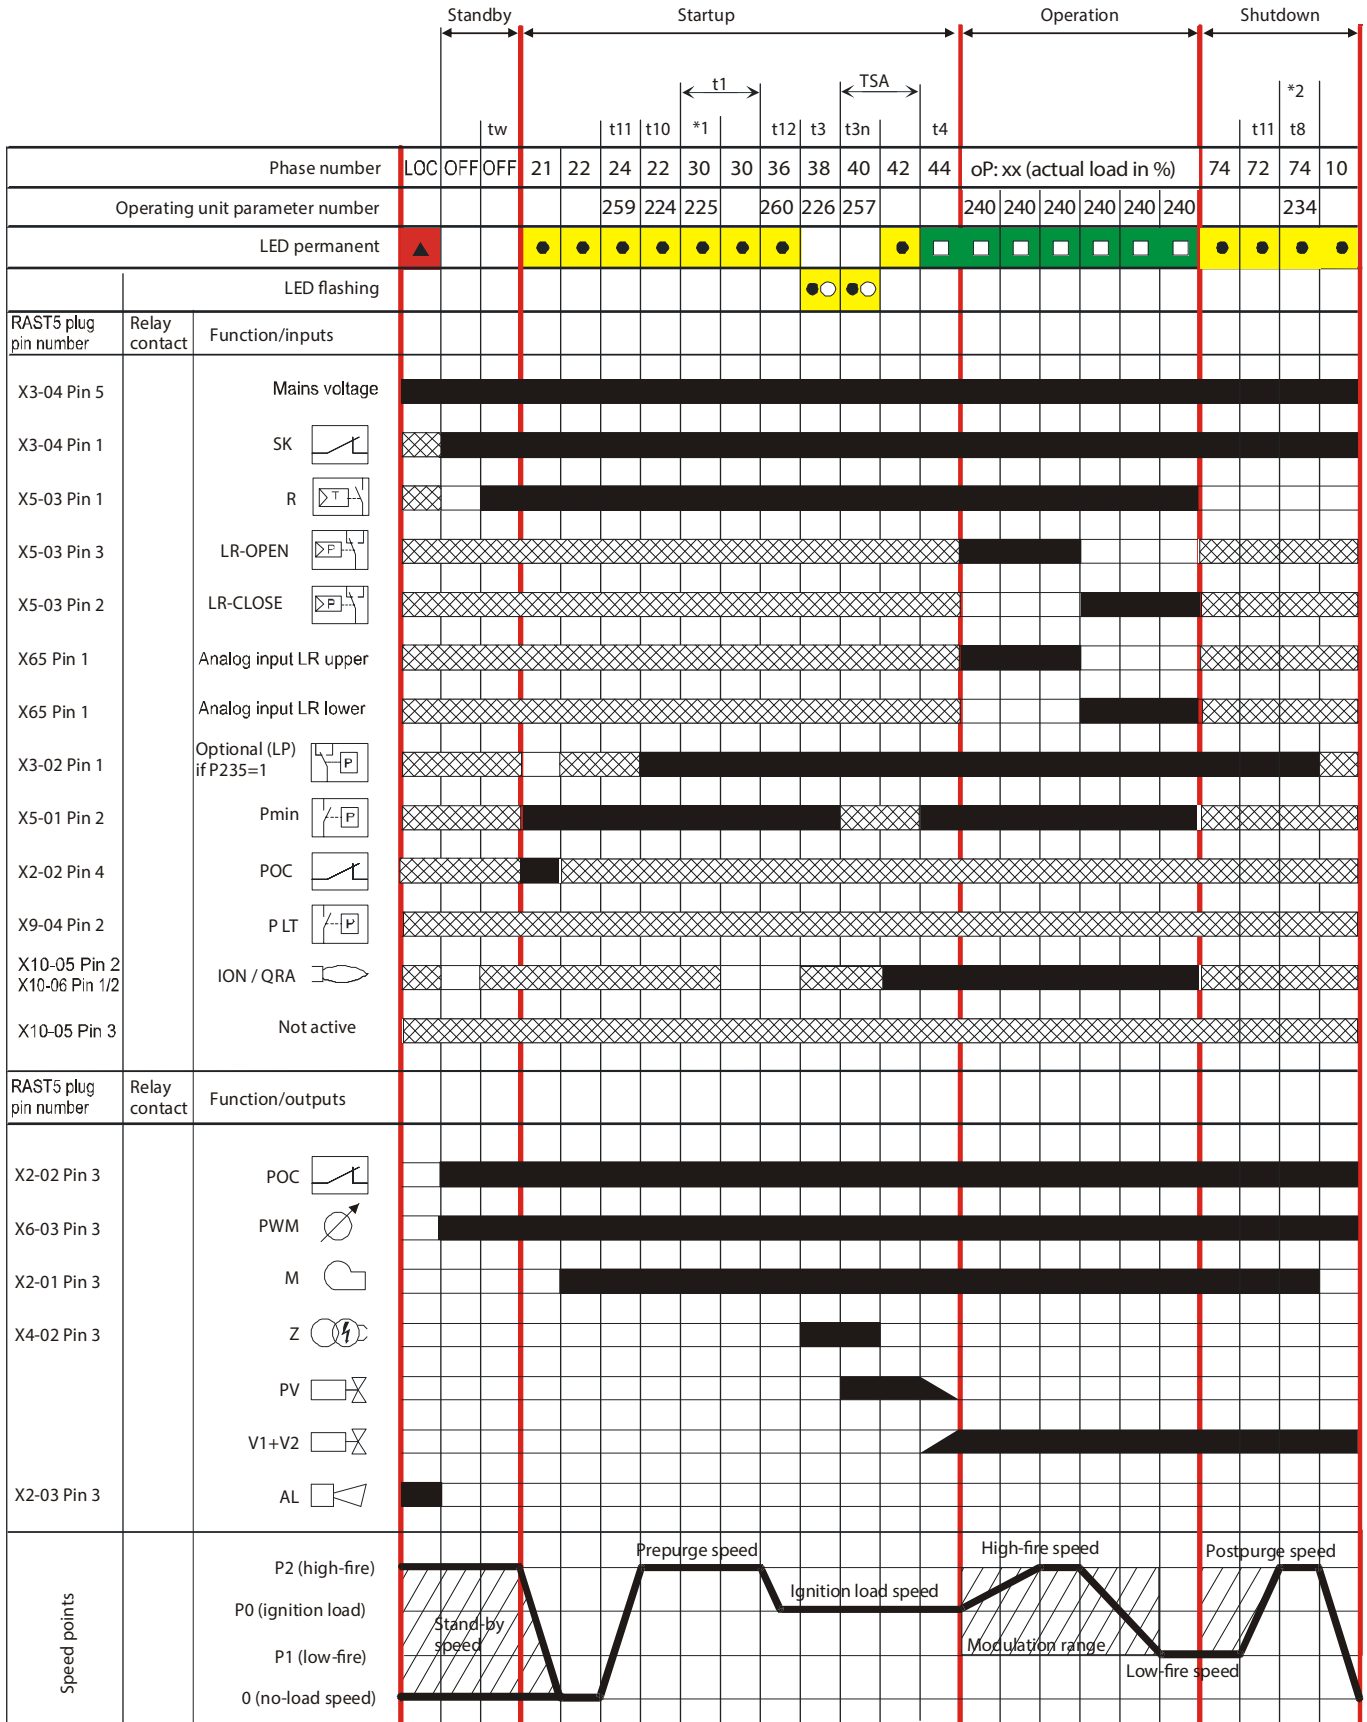 Standby Startup Operation Shutdown
t1 TSA *2
tw t11 t10 *1 t12 t3 t3n t4 t11 t8
Phase number LOC OFF OFF 21 22 24 22 30 30 36 38 40 42 44 oP: xx (actual load in %) 74 72 74 10
Operating unit parameter number 259 224 225 260 226 257 240 240 240 240 240 240 234
LED permanent
LED flashing
RAST5 plug pin number Relay contact Function/inputs
X3-04 Pin 5 Mains voltage
X3-04 Pin 1 SK
X5-03 Pin 1 R T
X5-03 Pin 3 LR-OPEN P
X5-03 Pin 2 LR-CLOSE P
X65 Pin 1 Analog input LR upper
X65 Pin 1 Analog input LR lower
X3-02 Pin 1 Optional (LP) if P235=1 P
X5-01 Pin 2 Pmin P
X2-02 Pin 4 POC
X9-04 Pin 2 P LT P
X10-05 Pin 2
X10-06 Pin 1/2 ION / QRA
X10-05 Pin 3 Not active
RAST5 plug pin number Relay contact Function/outputs
X2-02 Pin 3 POC
X6-03 Pin 3 PWM
X2-01 Pin 3 M
X4-02 Pin 3 Z
PV
V1+V2
X2-03 Pin 3 AL
Speed points
P2 (high-fire) Prepurge speed High-fire speed Postpurge speed
P0 (ignition load) Stand-by speed Ignition load speed
P1 (low-fire) Modulation range Low-fire speed
0 (no-load speed)